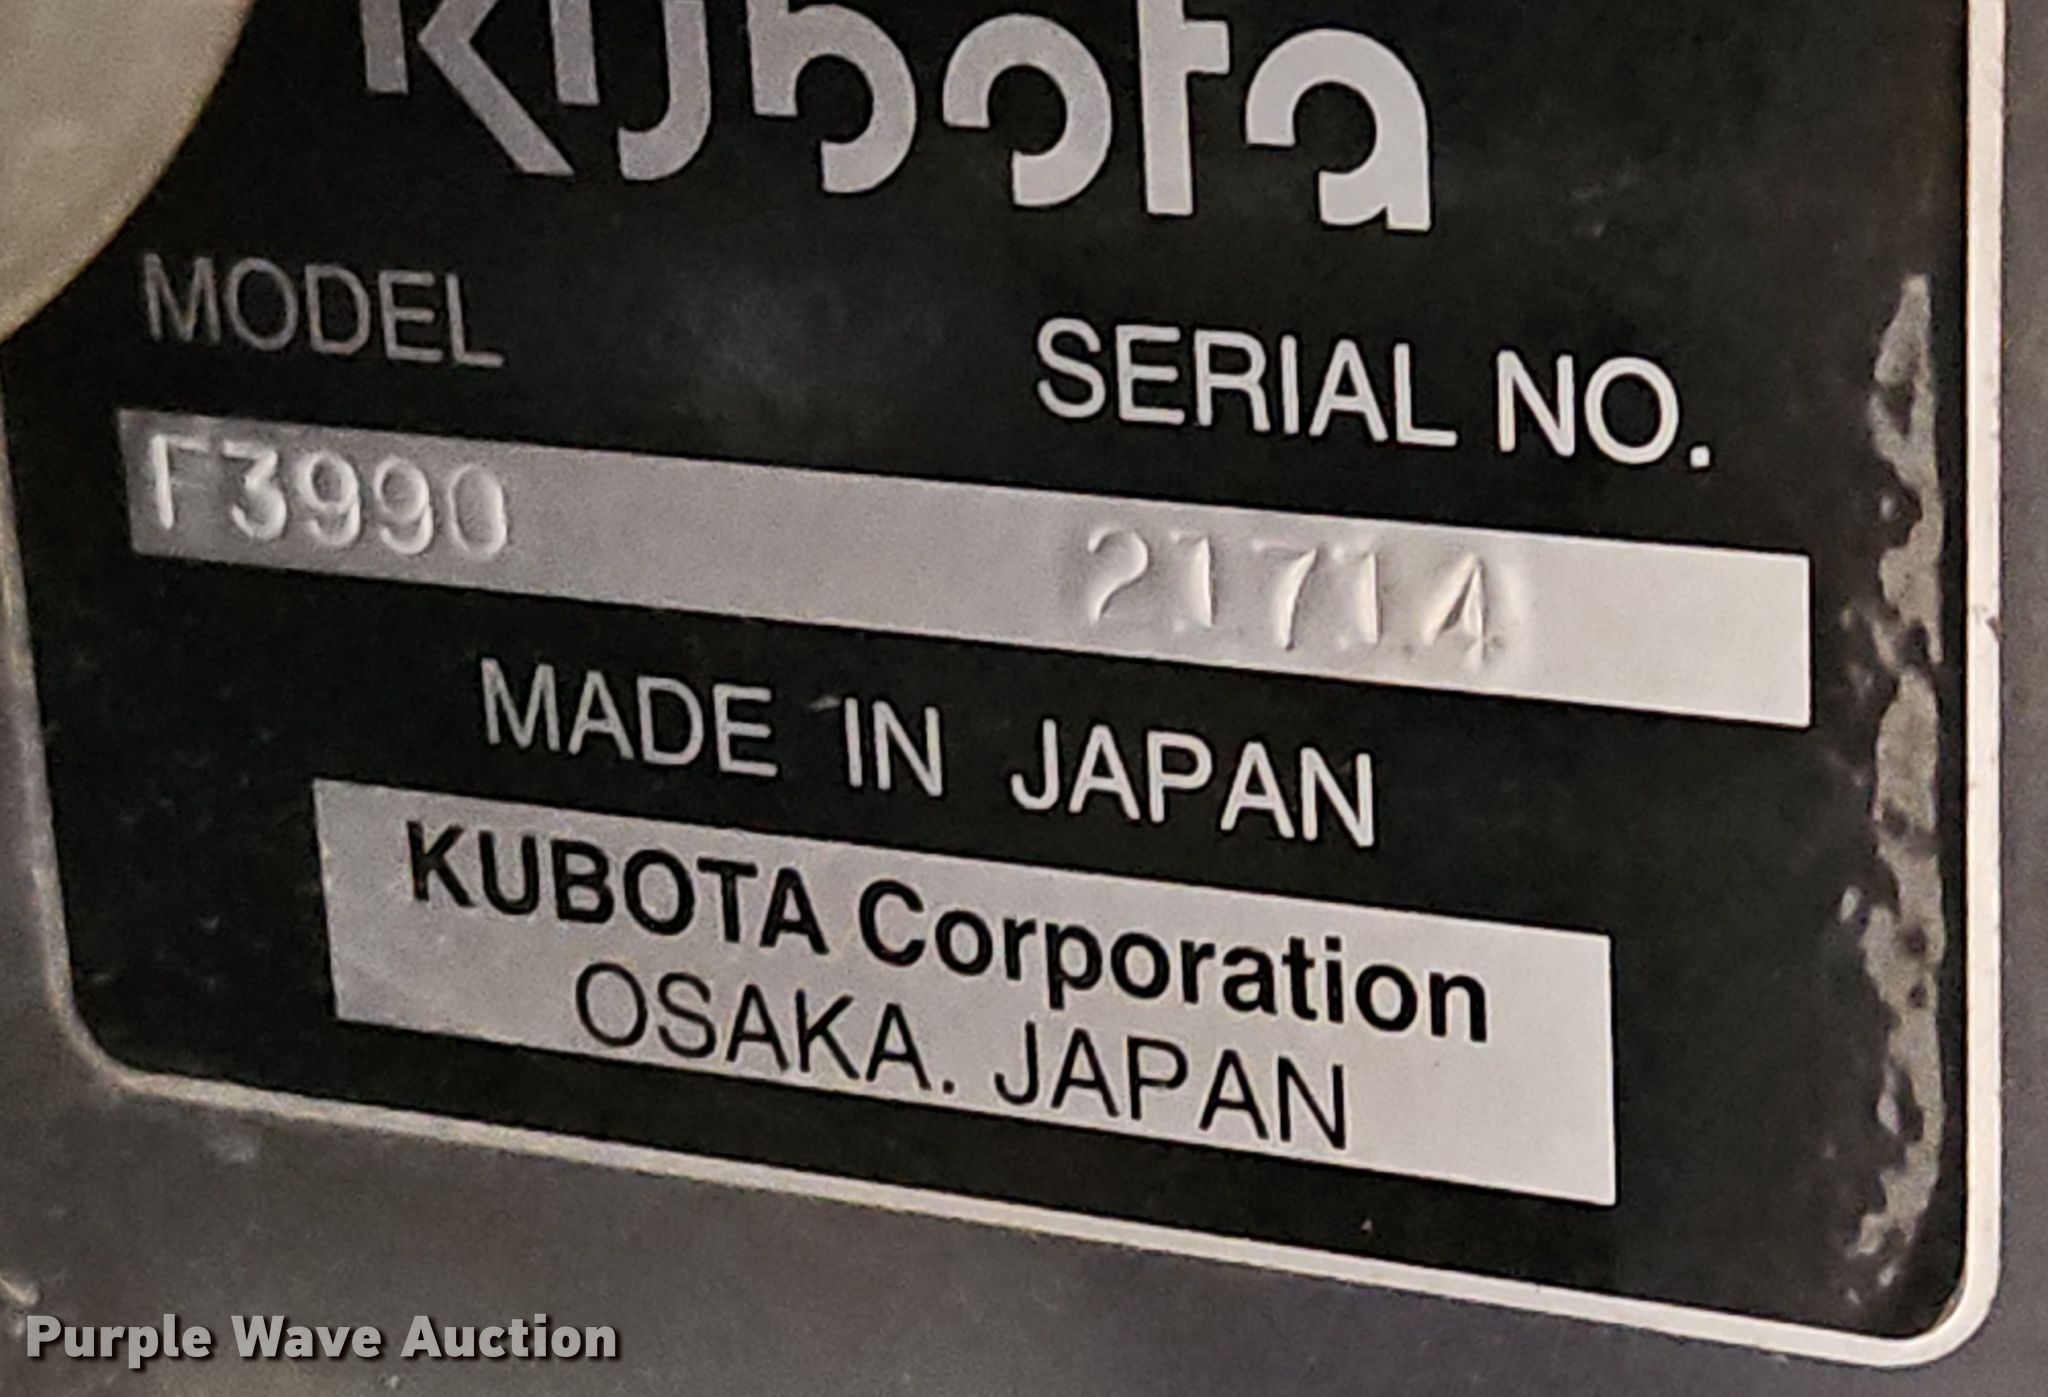 Kubota
MODEL SERIAL NO.
F3990 21714
MADE IN JAPAN
KUBOTA Corporation
OSAKA. JAPAN
Purple Wave Auction